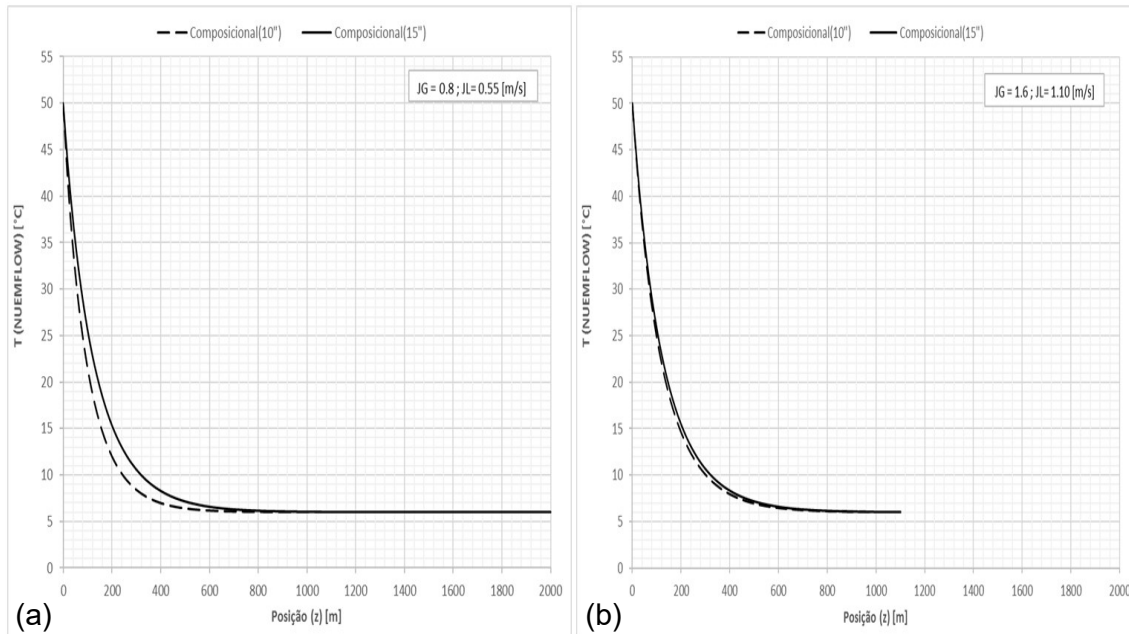 Composicional(10") Composicional(15")
55
50
45
40
35
30
25
20
15
10
5
0
T (NUEMFLOW) [°C]
JG = 0.8 ; JL= 0.55 [m/s]
0 200 400 600 800 1000 1200 1400 1600 1800 2000
Posição (z) [m]
(a)
Composicional(10") Composicional(15")
55
50
45
40
35
30
25
20
15
10
5
0
T (NUEMFLOW) [°C]
JG = 1.6 ; JL= 1.10 [m/s]
0 200 400 600 800 1000 1200 1400 1600 1800 2000
Posição (z) [m]
(b)